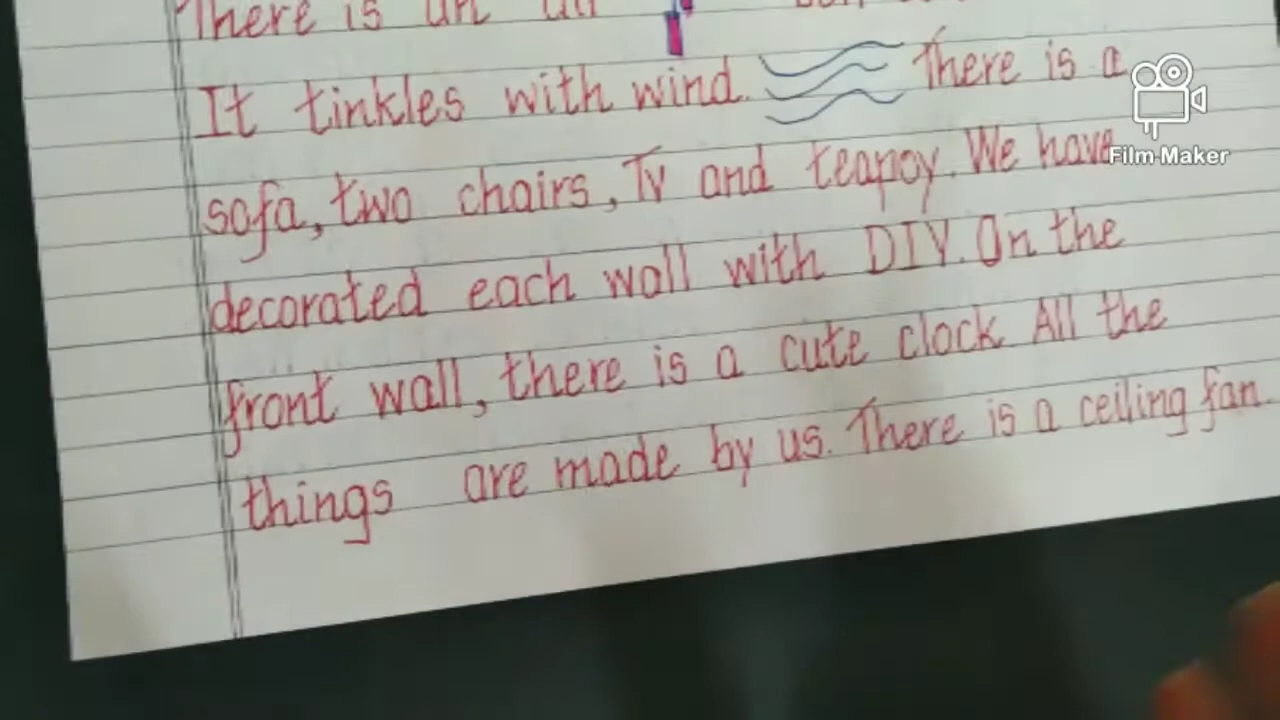 There is an
It tinkles with wind. There is a
sofa, two chairs, Tv and teapoy. We have
decorated each wall with DIY. On the
front wall, there is a cute clock. All the
things are made by us. There is a ceiling fan.
Film Maker